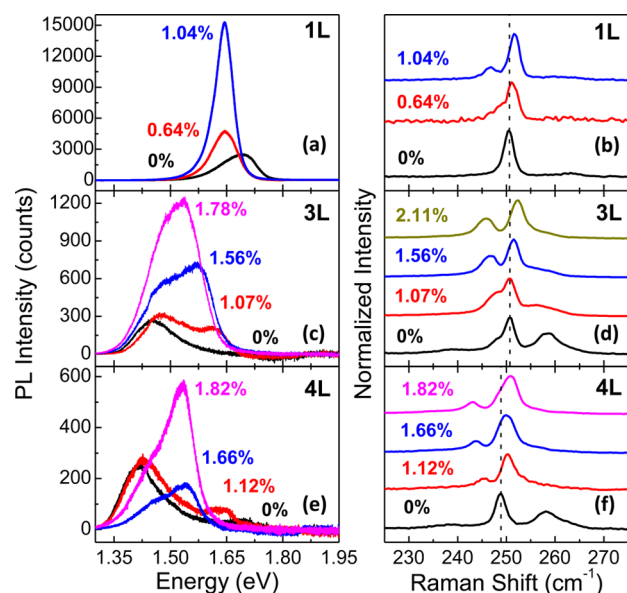 15000
12000
9000
6000
3000
0
1L
1.04%
0.64%
0%
(a)
1L
1.04%
0.64%
0%
(b)
PL Intensity (counts)
Normalized Intensity
1200
900
600
300
0
3L
1.78%
1.56%
1.07%
0%
(c)
3L
2.11%
1.56%
1.07%
0%
(d)
600
400
200
0
4L
1.82%
1.66%
1.12%
0%
(e)
4L
1.82%
1.66%
1.12%
0%
(f)
1.35 1.50 1.65 1.80 1.95
Energy (eV)
230 240 250 260 270
Raman Shift (cm⁻¹)